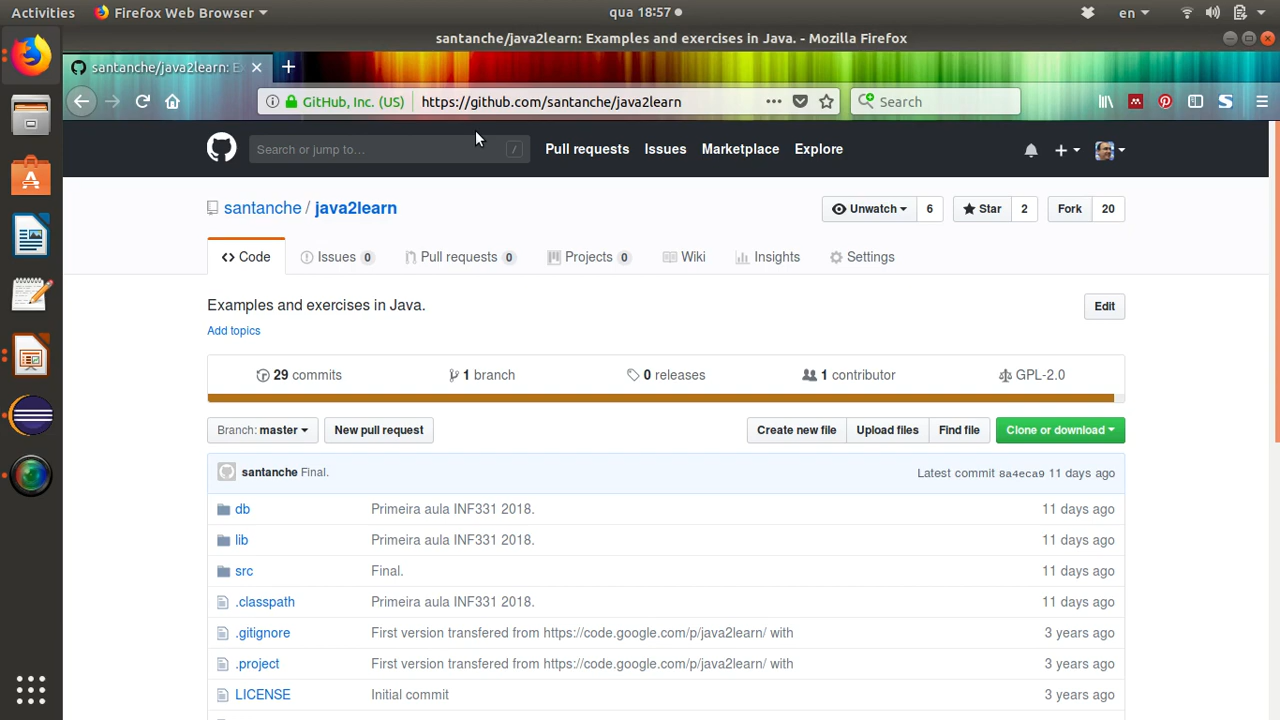 Activities Firefox Web Browser qua 18:57 en
santanche/java2learn: Examples and exercises in Java. - Mozilla Firefox
santanche/java2learn: E
GitHub, Inc. (US) https://github.com/santanche/java2learn Search
Search or jump to… / Pull requests Issues Marketplace Explore
santanche / java2learn Unwatch 6 Star 2 Fork 20
<> Code Issues 0 Pull requests 0 Projects 0 Wiki Insights Settings
Examples and exercises in Java. Edit
Add topics
29 commits 1 branch 0 releases 1 contributor GPL-2.0
Branch: master New pull request Create new file Upload files Find file Clone or download
santanche Final. Latest commit 8a4eca9 11 days ago
db Primeira aula INF331 2018. 11 days ago
lib Primeira aula INF331 2018. 11 days ago
src Final. 11 days ago
.classpath Primeira aula INF331 2018. 11 days ago
.gitignore First version transfered from https://code.google.com/p/java2learn/ with 3 years ago
.project First version transfered from https://code.google.com/p/java2learn/ with 3 years ago
LICENSE Initial commit 3 years ago